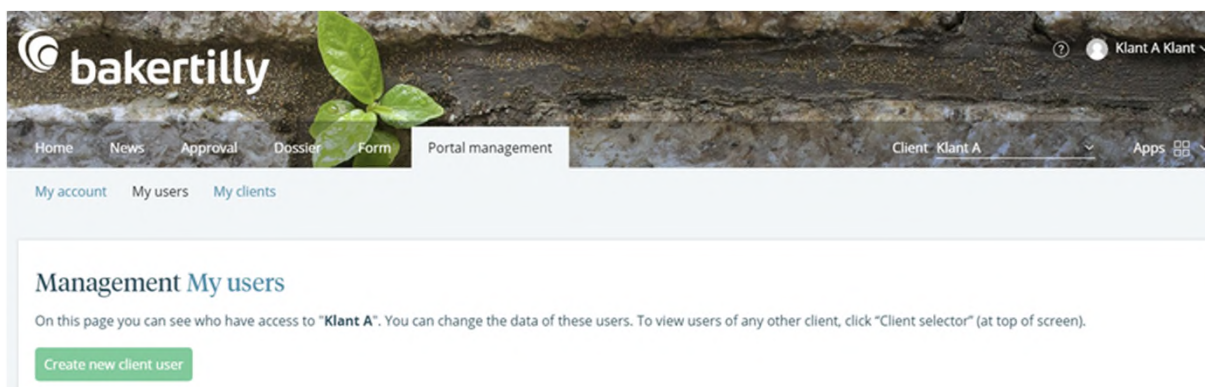 bakertilly
Klant A Klant
Home News Approval Dossier Form Portal management Client Klant A Apps
My account My users My clients
Management My users
On this page you can see who have access to "Klant A". You can change the data of these users. To view users of any other client, click “Client selector” (at top of screen).
Create new client user